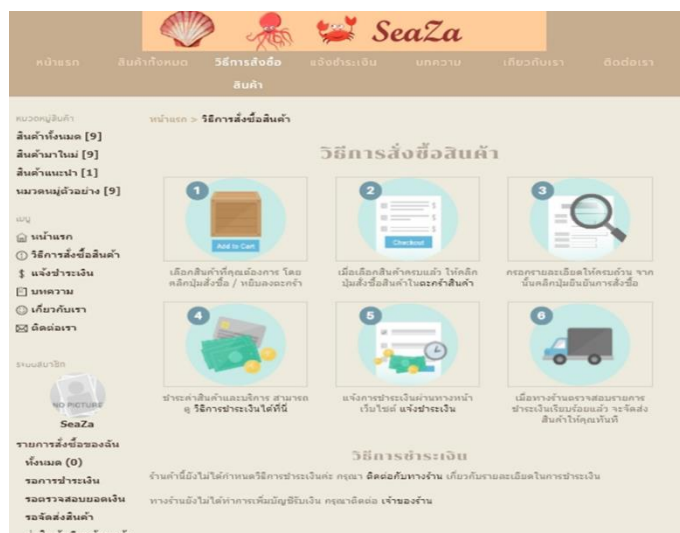 SeaZa
หน้าแรก
สินค้าทั้งหมด
วิธีการสั่งซื้อ
สินค้า
แจ้งชำระเงิน
บทความ
เกี่ยวกับเรา
ติดต่อเรา
หมวดหมู่สินค้า
สินค้าทั้งหมด [9]
สินค้ามาใหม่ [9]
สินค้าแนะนำ [1]
หมวดหมู่ตัวอย่าง [9]
เมนู
หน้าแรก
วิธีการสั่งซื้อสินค้า
แจ้งชำระเงิน
บทความ
เกี่ยวกับเรา
ติดต่อเรา
ระบบสมาชิก
NO PICTURE
SeaZa
รายการสั่งซื้อของฉัน
ทั้งหมด (0)
รอการชำระเงิน
รอตรวจสอบยอดเงิน
รอจัดส่งสินค้า
หน้าแรก > วิธีการสั่งซื้อสินค้า
วิธีการสั่งซื้อสินค้า
1
Add to Cart
เลือกสินค้าที่คุณต้องการ โดย
คลิกปุ่มสั่งซื้อ / หยิบลงตะกร้า
2
Checkout
เมื่อเลือกสินค้าครบแล้ว ให้คลิก
ปุ่มสั่งซื้อสินค้าในตะกร้าสินค้า
3
กรอกรายละเอียดให้ครบถ้วน จาก
นั้นคลิกปุ่มยืนยันการสั่งซื้อ
4
ชำระค่าสินค้าและบริการ สามารถ
ดู วิธีการชำระเงินได้ที่นี่
5
แจ้งการชำระเงินผ่านทางหน้า
เว็บไซต์ แจ้งชำระเงิน
6
เมื่อทางร้านตรวจสอบรายการ
ชำระเงินเรียบร้อยแล้ว จะจัดส่ง
สินค้าให้คุณทันที
วิธีการชำระเงิน
ร้านค้านี้ยังไม่ได้กำหนดวิธีการชำระเงินค่ะ กรุณา ติดต่อกับทางร้าน เกี่ยวกับรายละเอียดในการชำระเงิน
ทางร้านยังไม่ได้ทำการเพิ่มบัญชีรับเงิน กรุณาติดต่อ เจ้าของร้าน